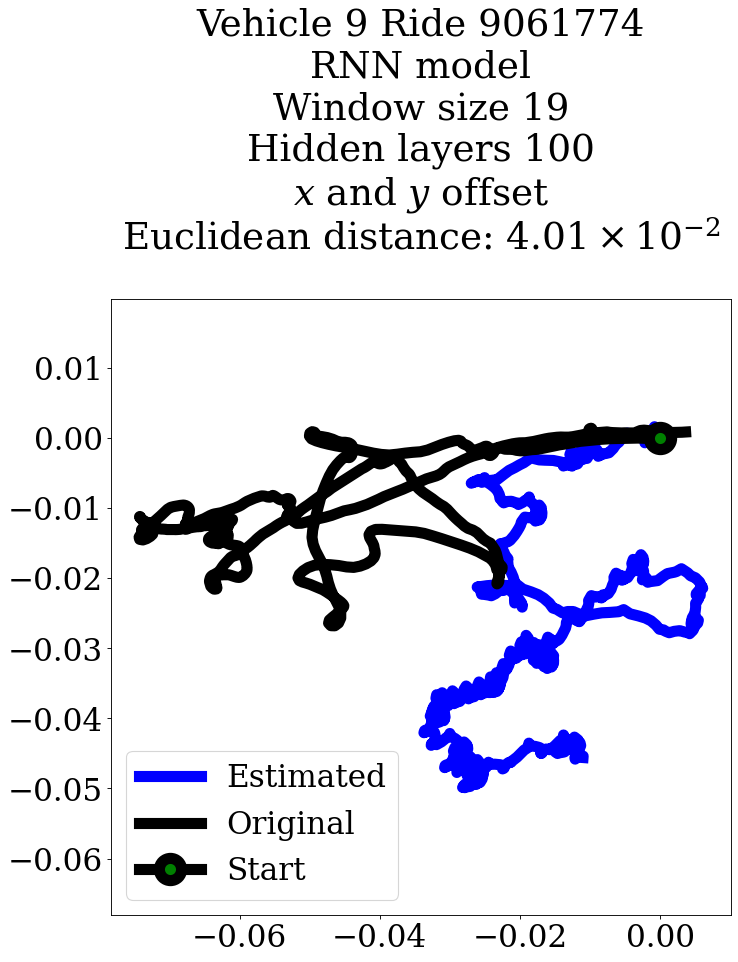 Vehicle 9 Ride 9061774
RNN model
Window size 19
Hidden layers 100
x and y offset
Euclidean distance: 4.01 × 10⁻²
0.01
0.00
−0.01
−0.02
−0.03
−0.04
−0.05
−0.06
Estimated
Original
Start
−0.06 −0.04 −0.02 0.00